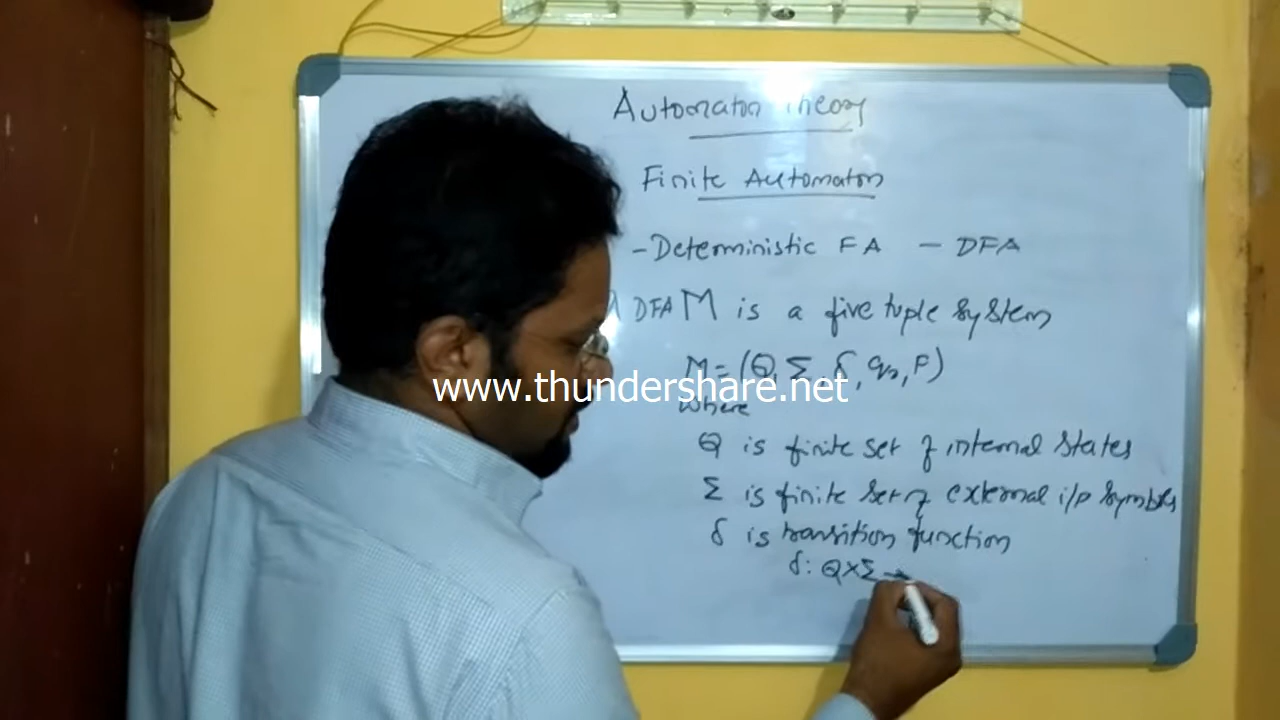 Automaton Theory
Finite Automaton
- Deterministic FA - DFA
DFA M is a five tuple system
M = (Q, Σ, δ, q₀, F)
www.thundershare.net
where
Q is finite set of internal states
Σ is finite set of external i/p symbols
δ is transition function
δ: Q×Σ →